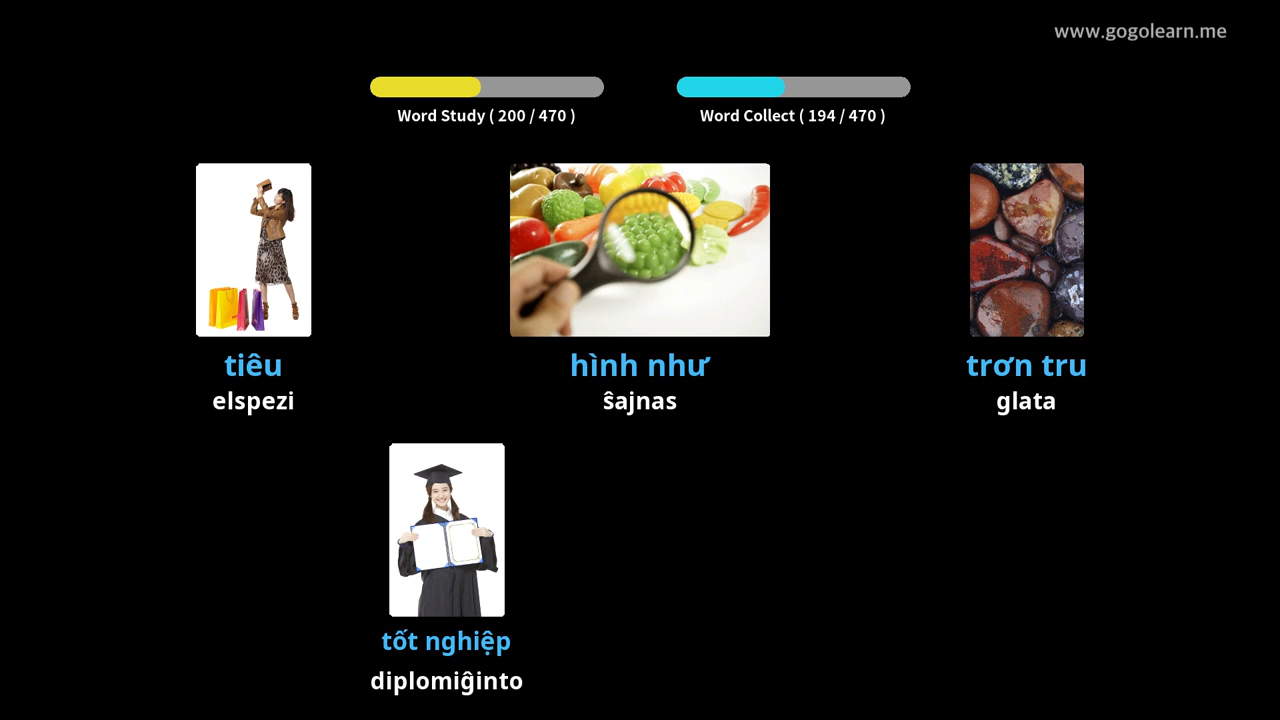 www.gogolearn.me
Word Study ( 200 / 470 )
Word Collect ( 194 / 470 )
tiêu
elspezi
hình như
ŝajnas
trơn tru
glata
tốt nghiệp
diplomiĝinto